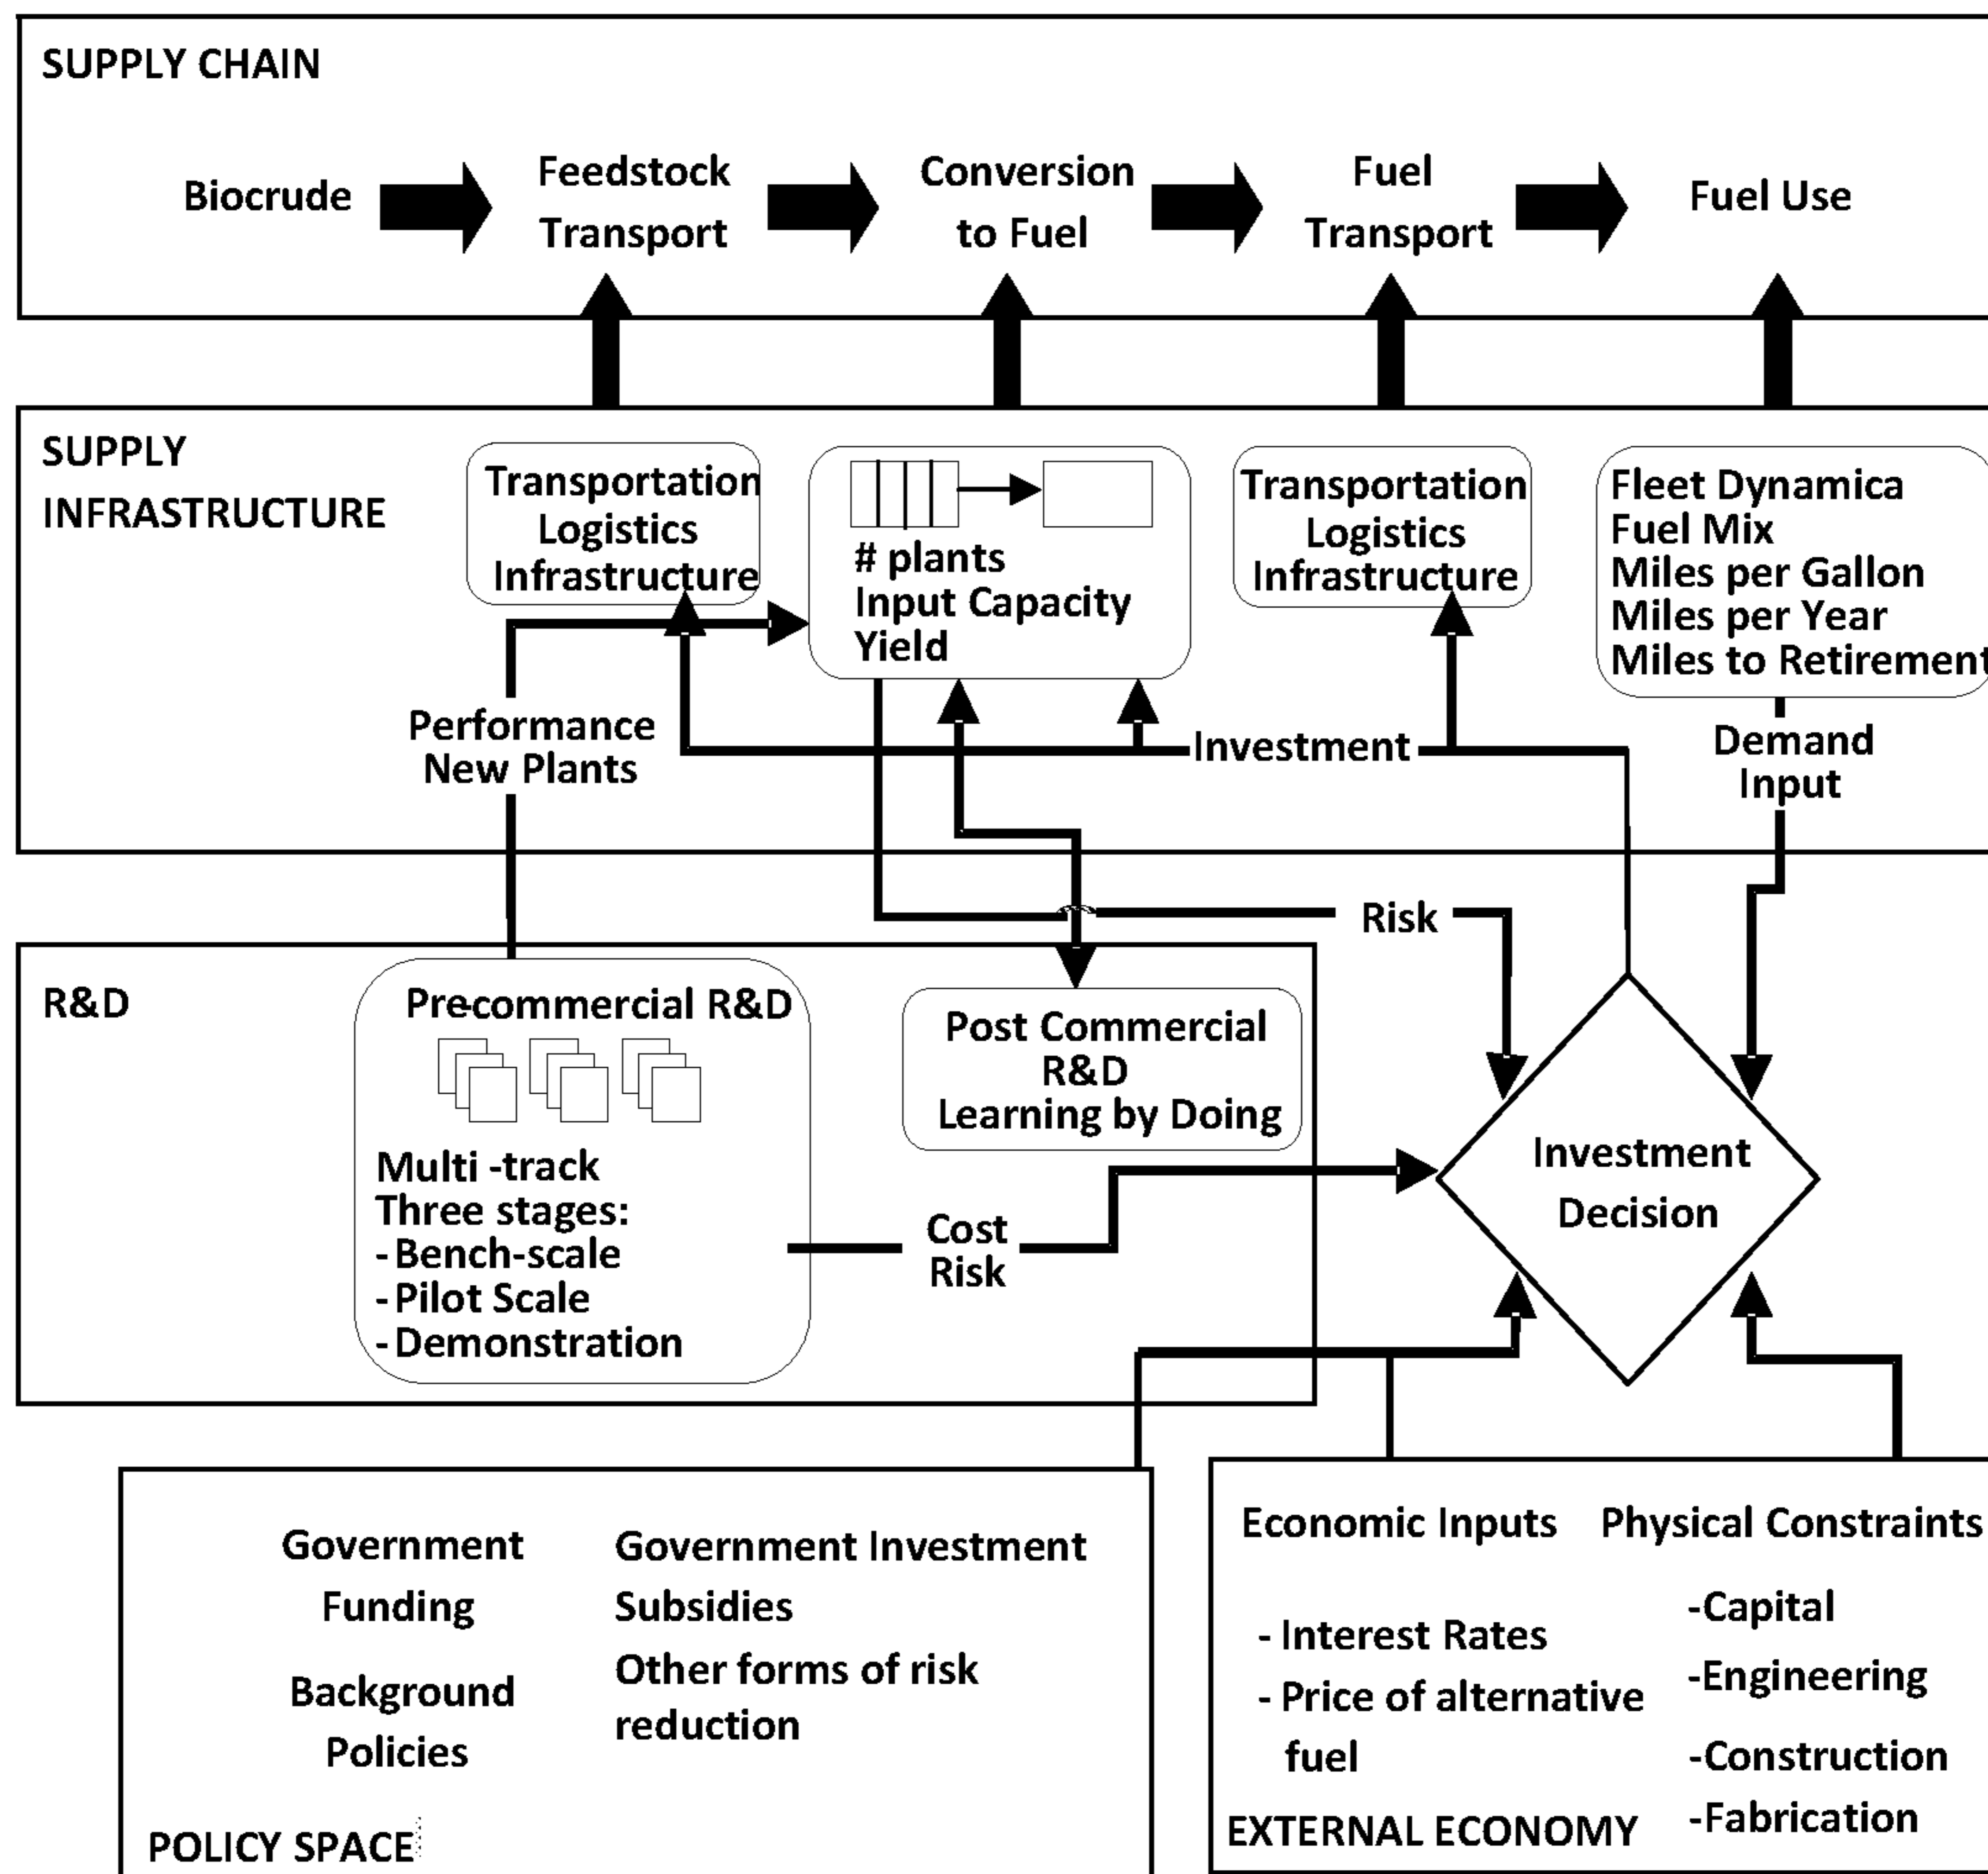 SUPPLY CHAIN
Biocrude
Feedstock
Transport
Conversion
to Fuel
Fuel
Transport
Fuel Use
SUPPLY
INFRASTRUCTURE
Transportation
Logistics
Infrastructure
# plants
Input Capacity
Yield
Transportation
Logistics
Infrastructure
Fleet Dynamica
Fuel Mix
Miles per Gallon
Miles per Year
Miles to Retirement
Performance
New Plants
Investment
Demand
Input
Risk
R&D
Pre-commercial R&D
Multi -track
Three stages:
- Bench-scale
- Pilot Scale
- Demonstration
Post Commercial
R&D
Learning by Doing
Cost
Risk
Investment
Decision
Government
Funding
Background
Policies
Government Investment
Subsidies
Other forms of risk
reduction
POLICY SPACE
Economic Inputs
- Interest Rates
- Price of alternative
fuel
Physical Constraints
-Capital
-Engineering
-Construction
-Fabrication
EXTERNAL ECONOMY